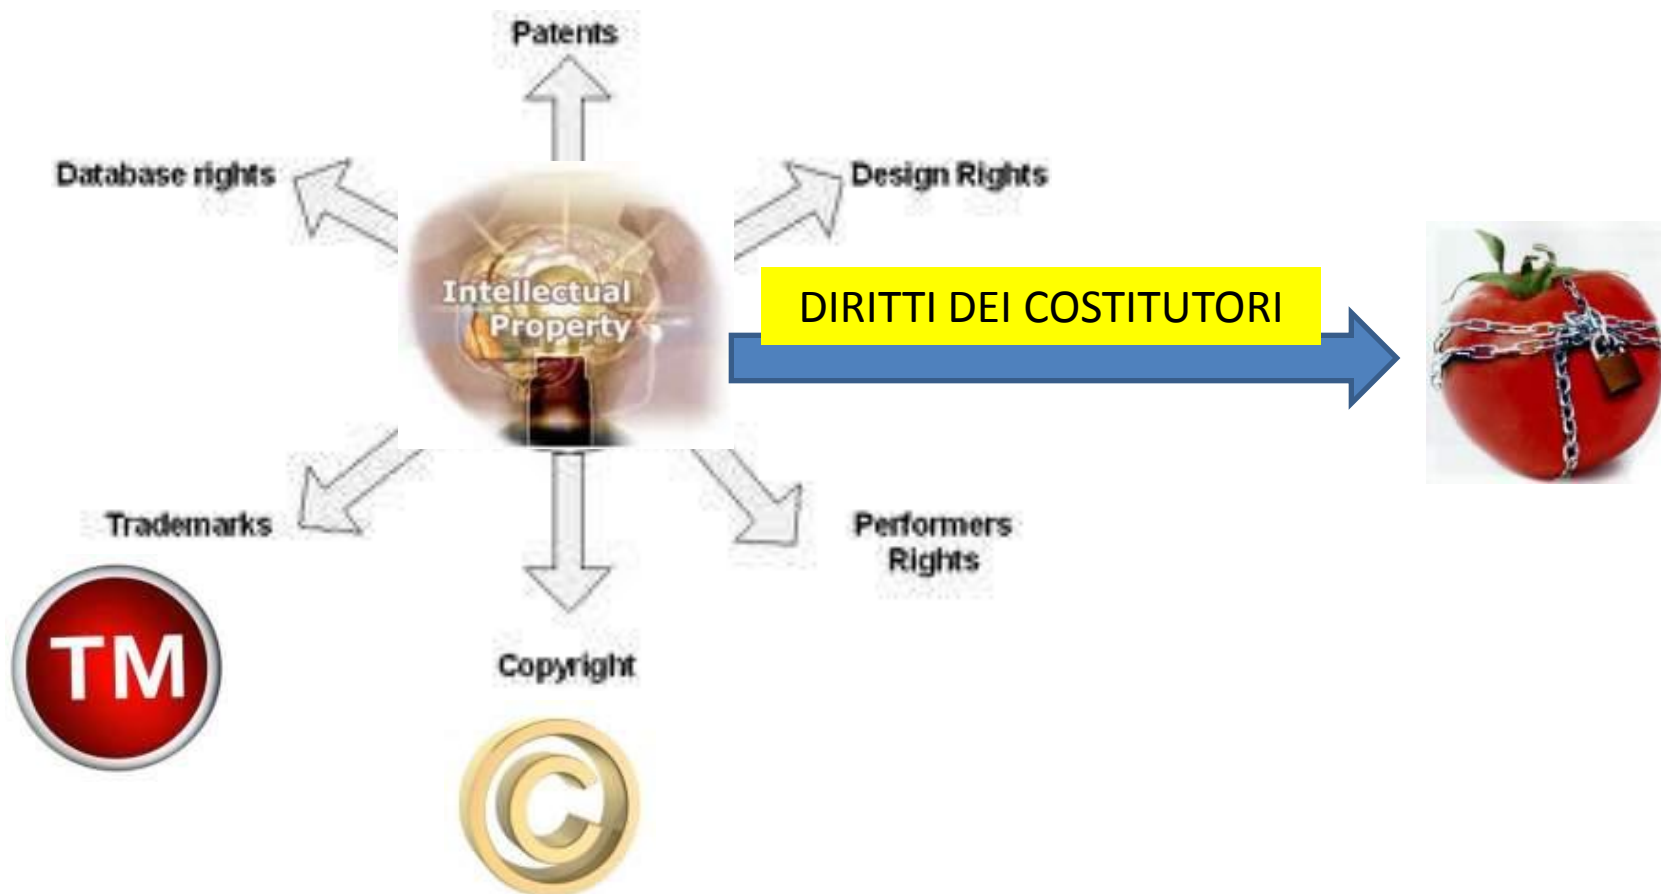 Patents
Database rights
Design Rights
Intellectual
Property
DIRITTI DEI COSTITUTORI
Trademarks
Performers
Rights
TM
Copyright
C